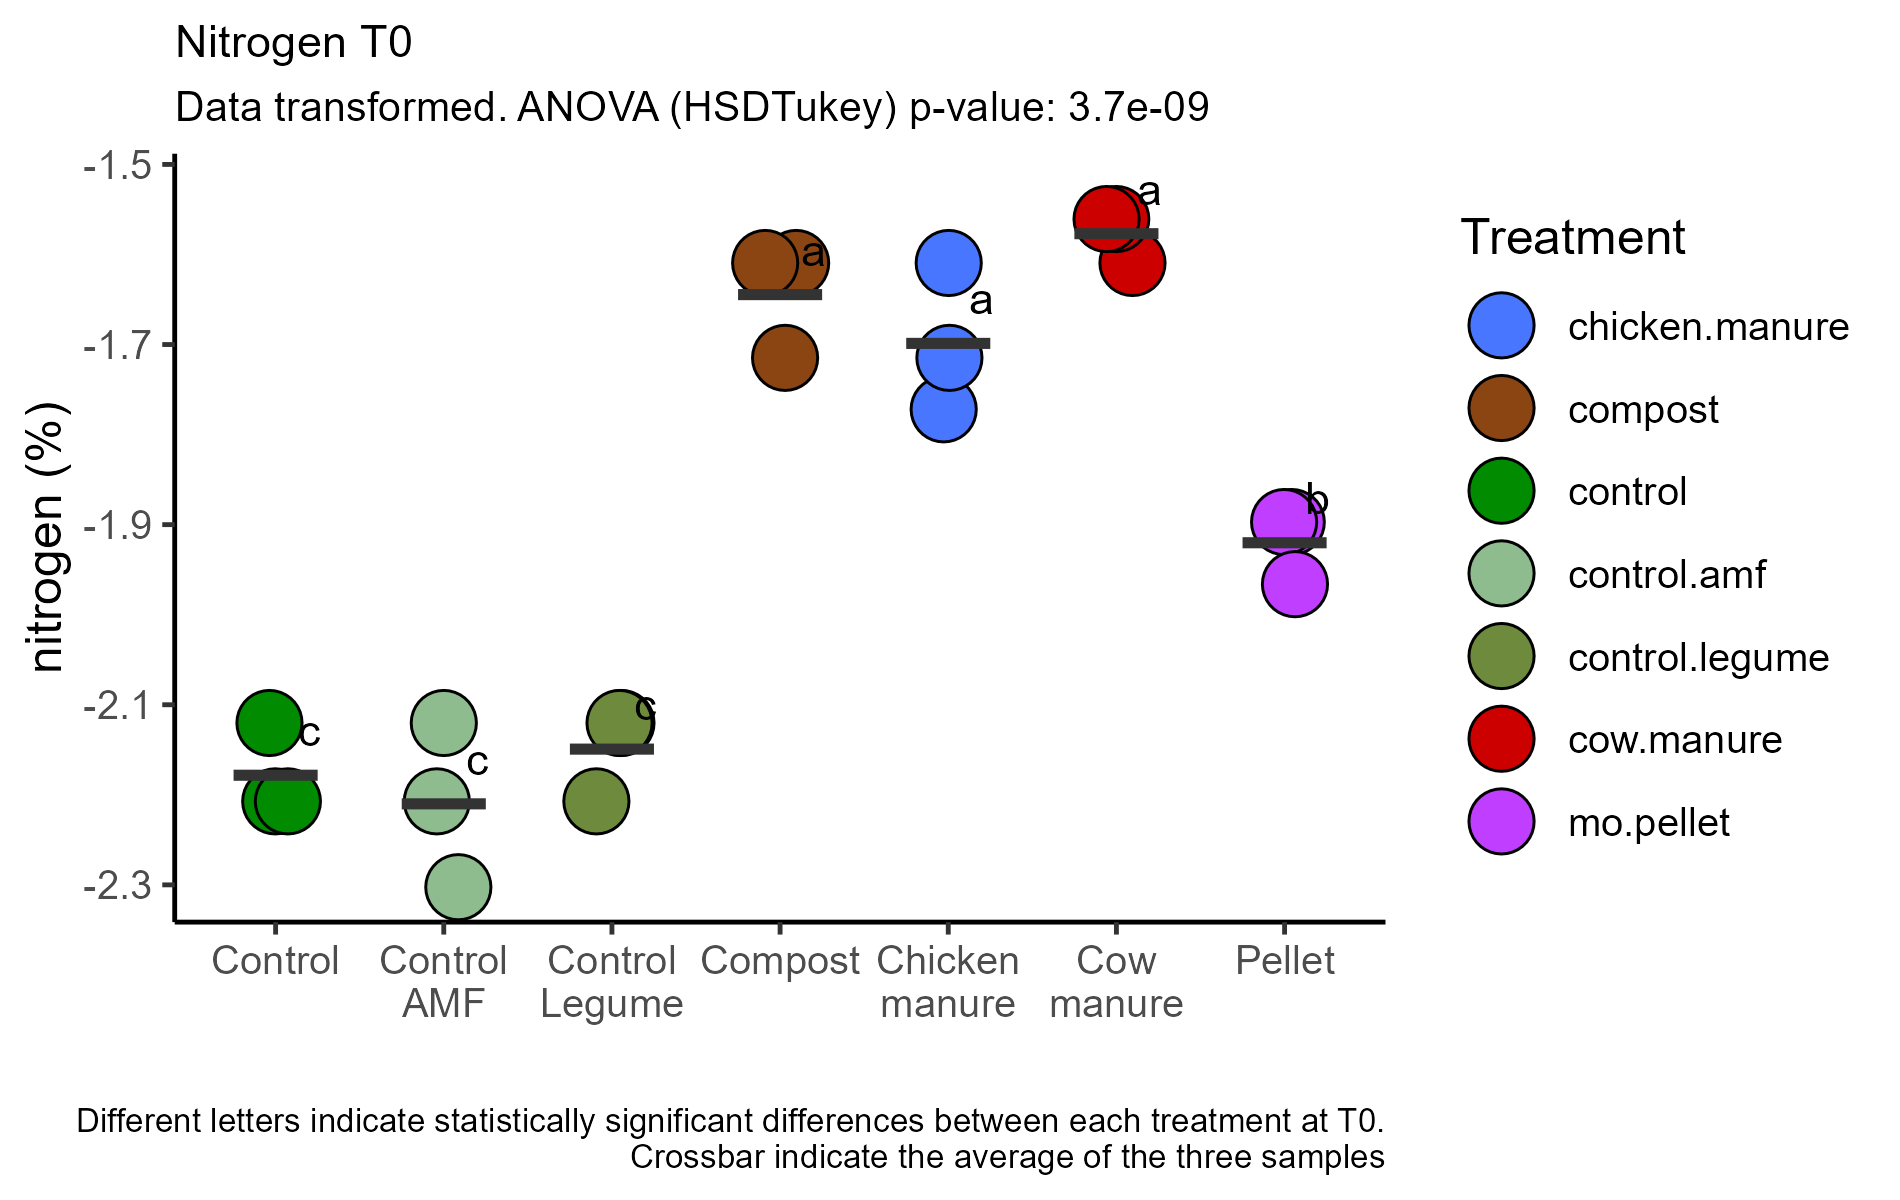 Nitrogen T0
Data transformed. ANOVA (HSDTukey) p-value: 3.7e-09
nitrogen (%)
-1.5
-1.7
-1.9
-2.1
-2.3
c
c
c
a
a
a
b
Control
Control
AMF
Control
Legume
Compost
Chicken
manure
Cow
manure
Pellet
Treatment
chicken.manure
compost
control
control.amf
control.legume
cow.manure
mo.pellet
Different letters indicate statistically significant differences between each treatment at T0.
Crossbar indicate the average of the three samples